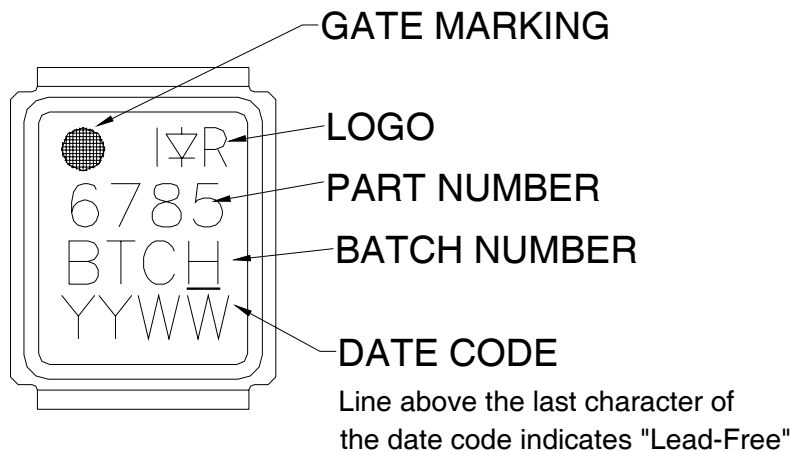 GATE MARKING
I R
LOGO
6785
PART NUMBER
BTCH
BATCH NUMBER
YYWW
DATE CODE
Line above the last character of
the date code indicates "Lead-Free"